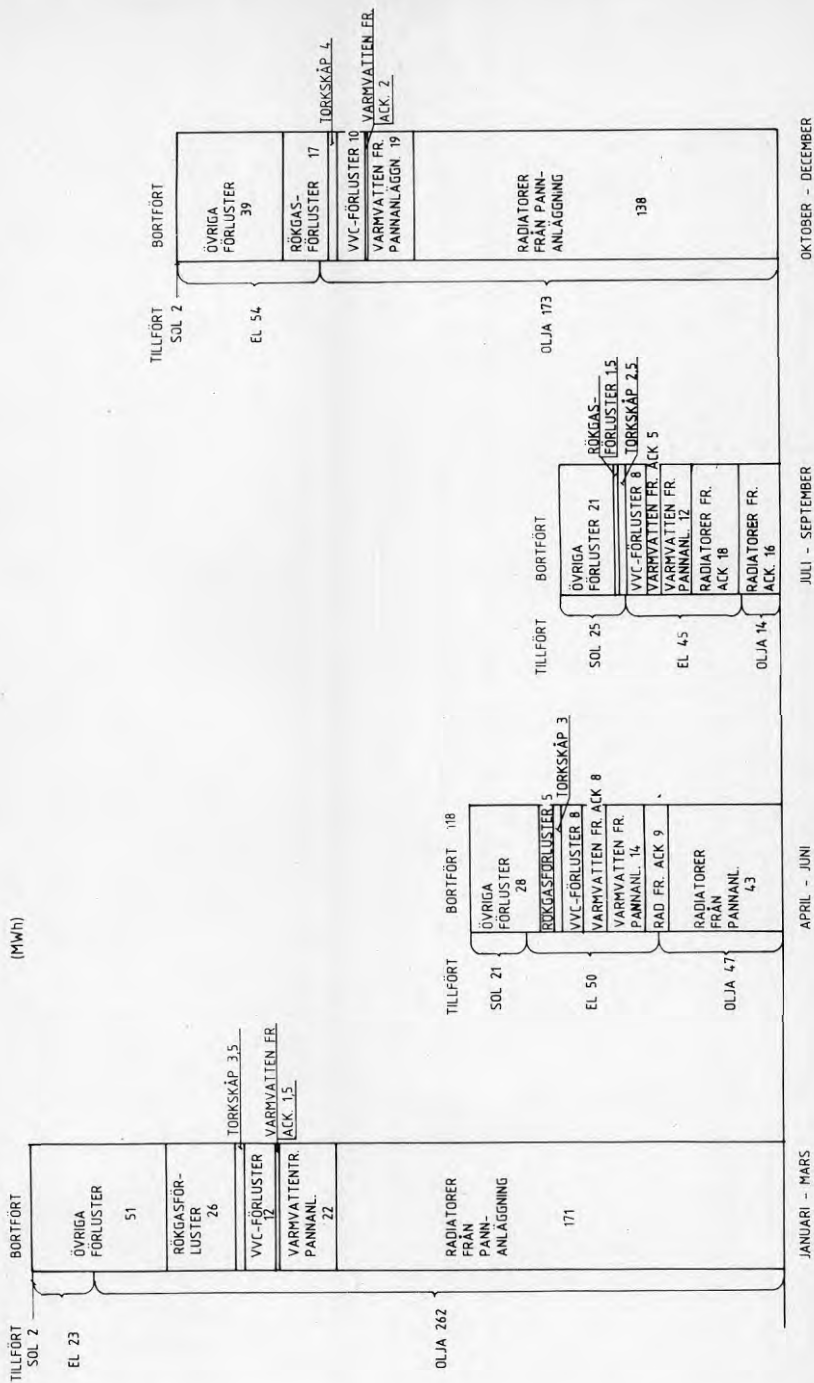 (MWh)
TILLFÖRT
SOL 2
EL 23
OLJA 262
BORTFÖRT
ÖVRIGA
FÖRLUSTER
51
RÖKGASFÖR-
LUSTER
26
TORKSKÅP 3,5
VVC-FÖRLUSTER
12
VARMVATTEN FR
ACK. 1,5
VARMVATTENTR.
PANNANL.
22
RADIATORER
FRÅN
PANN-
ANLÄGGNING
171
JANUARI - MARS
TILLFÖRT
SOL 21
EL 50
OLJA 47
BORTFÖRT 118
ÖVRIGA
FÖRLUSTER
28
RÖKGASFÖRLUSTER 5
TORKSKÅP 3
VVC-FÖRLUSTER 8
VARMVATTEN FR. ACK 8
VARMVATTEN FR.
PANNANL. 14
RAD FR. ACK 9
RADIATORER
FRÅN
PANNANL.
43
APRIL - JUNI
TILLFÖRT
SOL 25
EL 45
OLJA 14
BORTFÖRT
ÖVRIGA
FÖRLUSTER 21
RÖKGAS-
FÖRLUSTER 1,5
TORKSKÅP 2,5
VVC-FÖRLUSTER 8
VARMVATTEN FR. ACK 5
VARMVATTEN FR.
PANNANL. 12
RADIATORER FR.
ACK 18
RADIATORER FR.
ACK. 16
JULI - SEPTEMBER
TILLFÖRT
SOL 2
EL 54
OLJA 173
BORTFÖRT
ÖVRIGA
FÖRLUSTER
39
RÖKGAS-
FÖRLUSTER 17
TORKSKÅP 4
VVC-FÖRLUSTER 10
VARMVATTEN FR
ACK. 2
VARMVATTEN FR.
PANNANLÄGGN. 19
RADIATORER
FRÅN PANN-
ANLÄGGNING
138
OKTOBER - DECEMBER